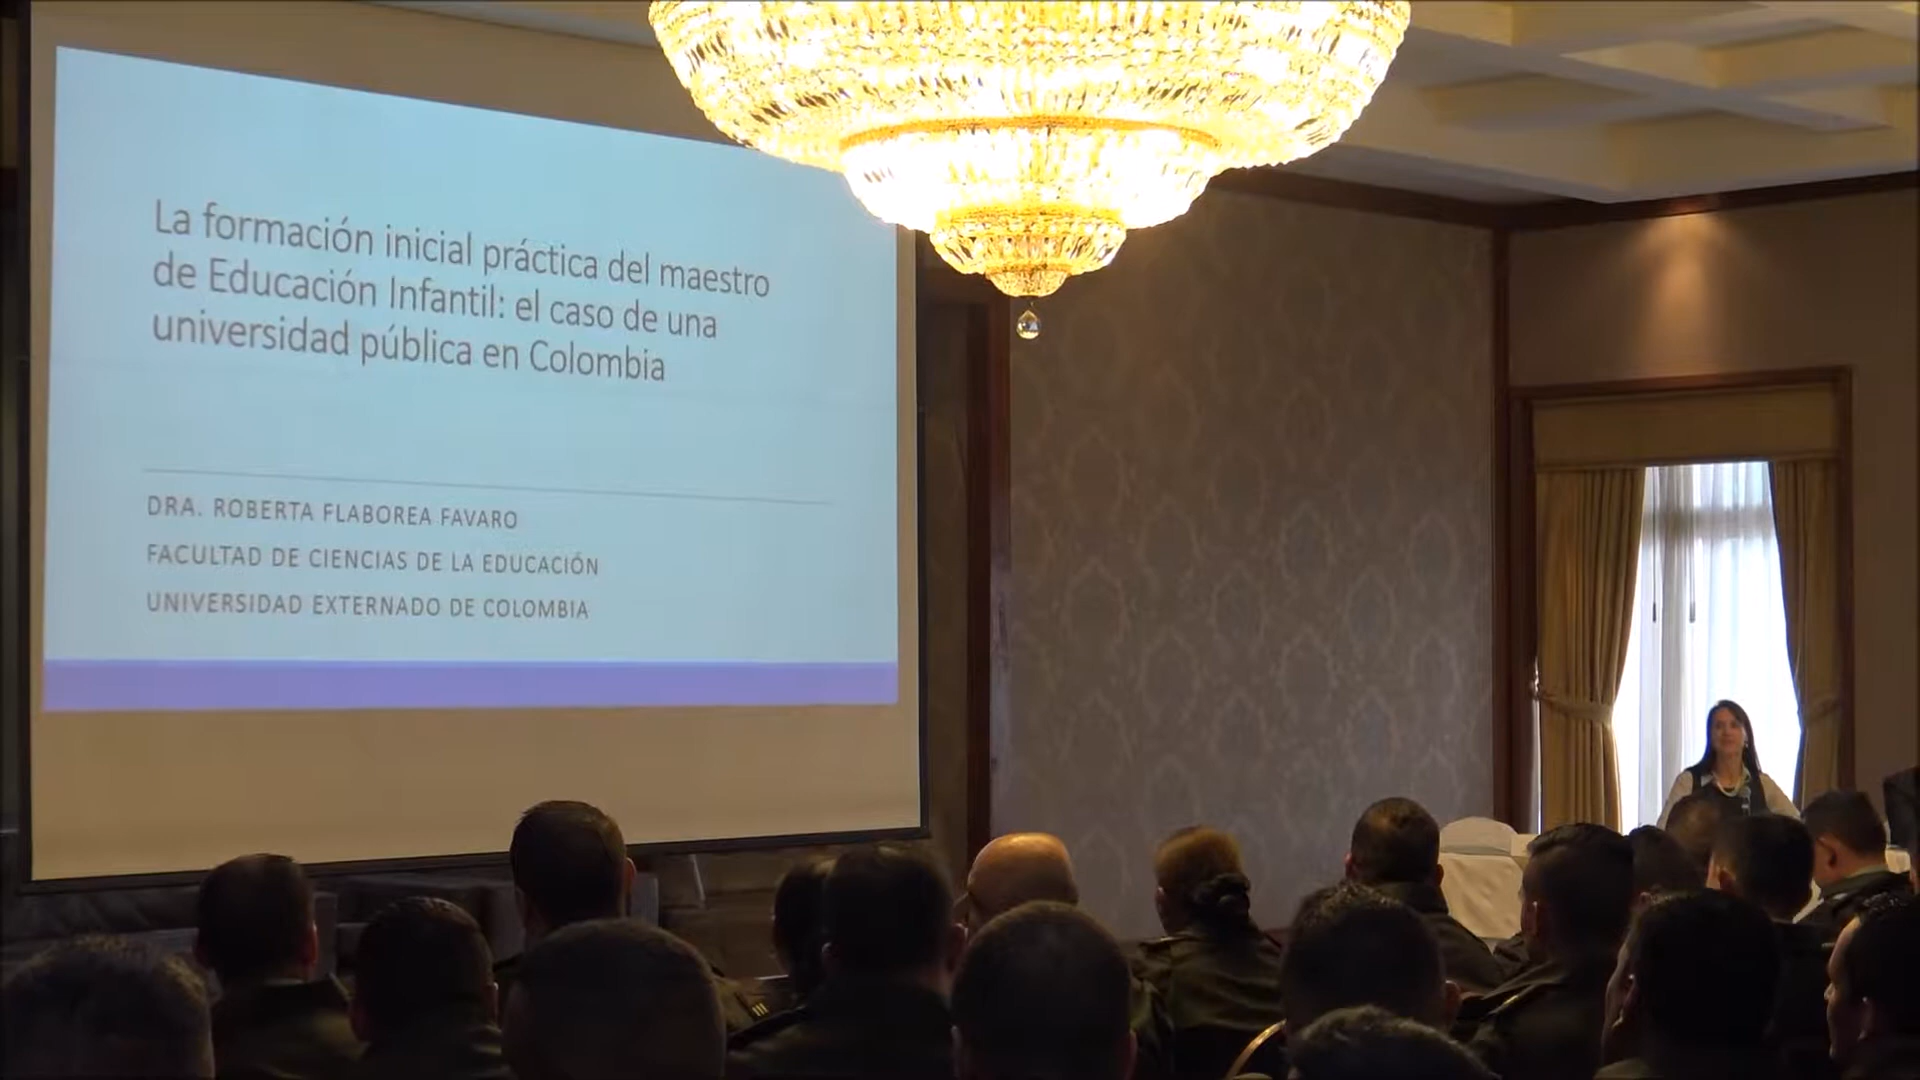 La formación inicial práctica del maestro
de Educación Infantil: el caso de una
universidad pública en Colombia
DRA. ROBERTA FLABOREA FAVARO
FACULTAD DE CIENCIAS DE LA EDUCACIÓN
UNIVERSIDAD EXTERNADO DE COLOMBIA